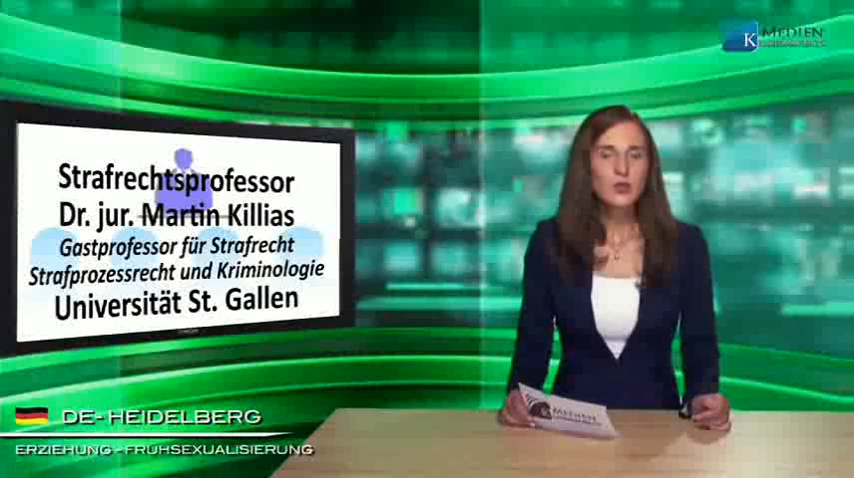 MEDIEN
K
Strafrechtsprofessor
Dr. jur. Martin Killias
Gastprofessor für Strafrecht
Strafprozessrecht und Kriminologie
Universität St. Gallen
MEDIEN
DE- HEIDELBERG
ERZIEHUNG - FRÜHSEXUALISIERUNG